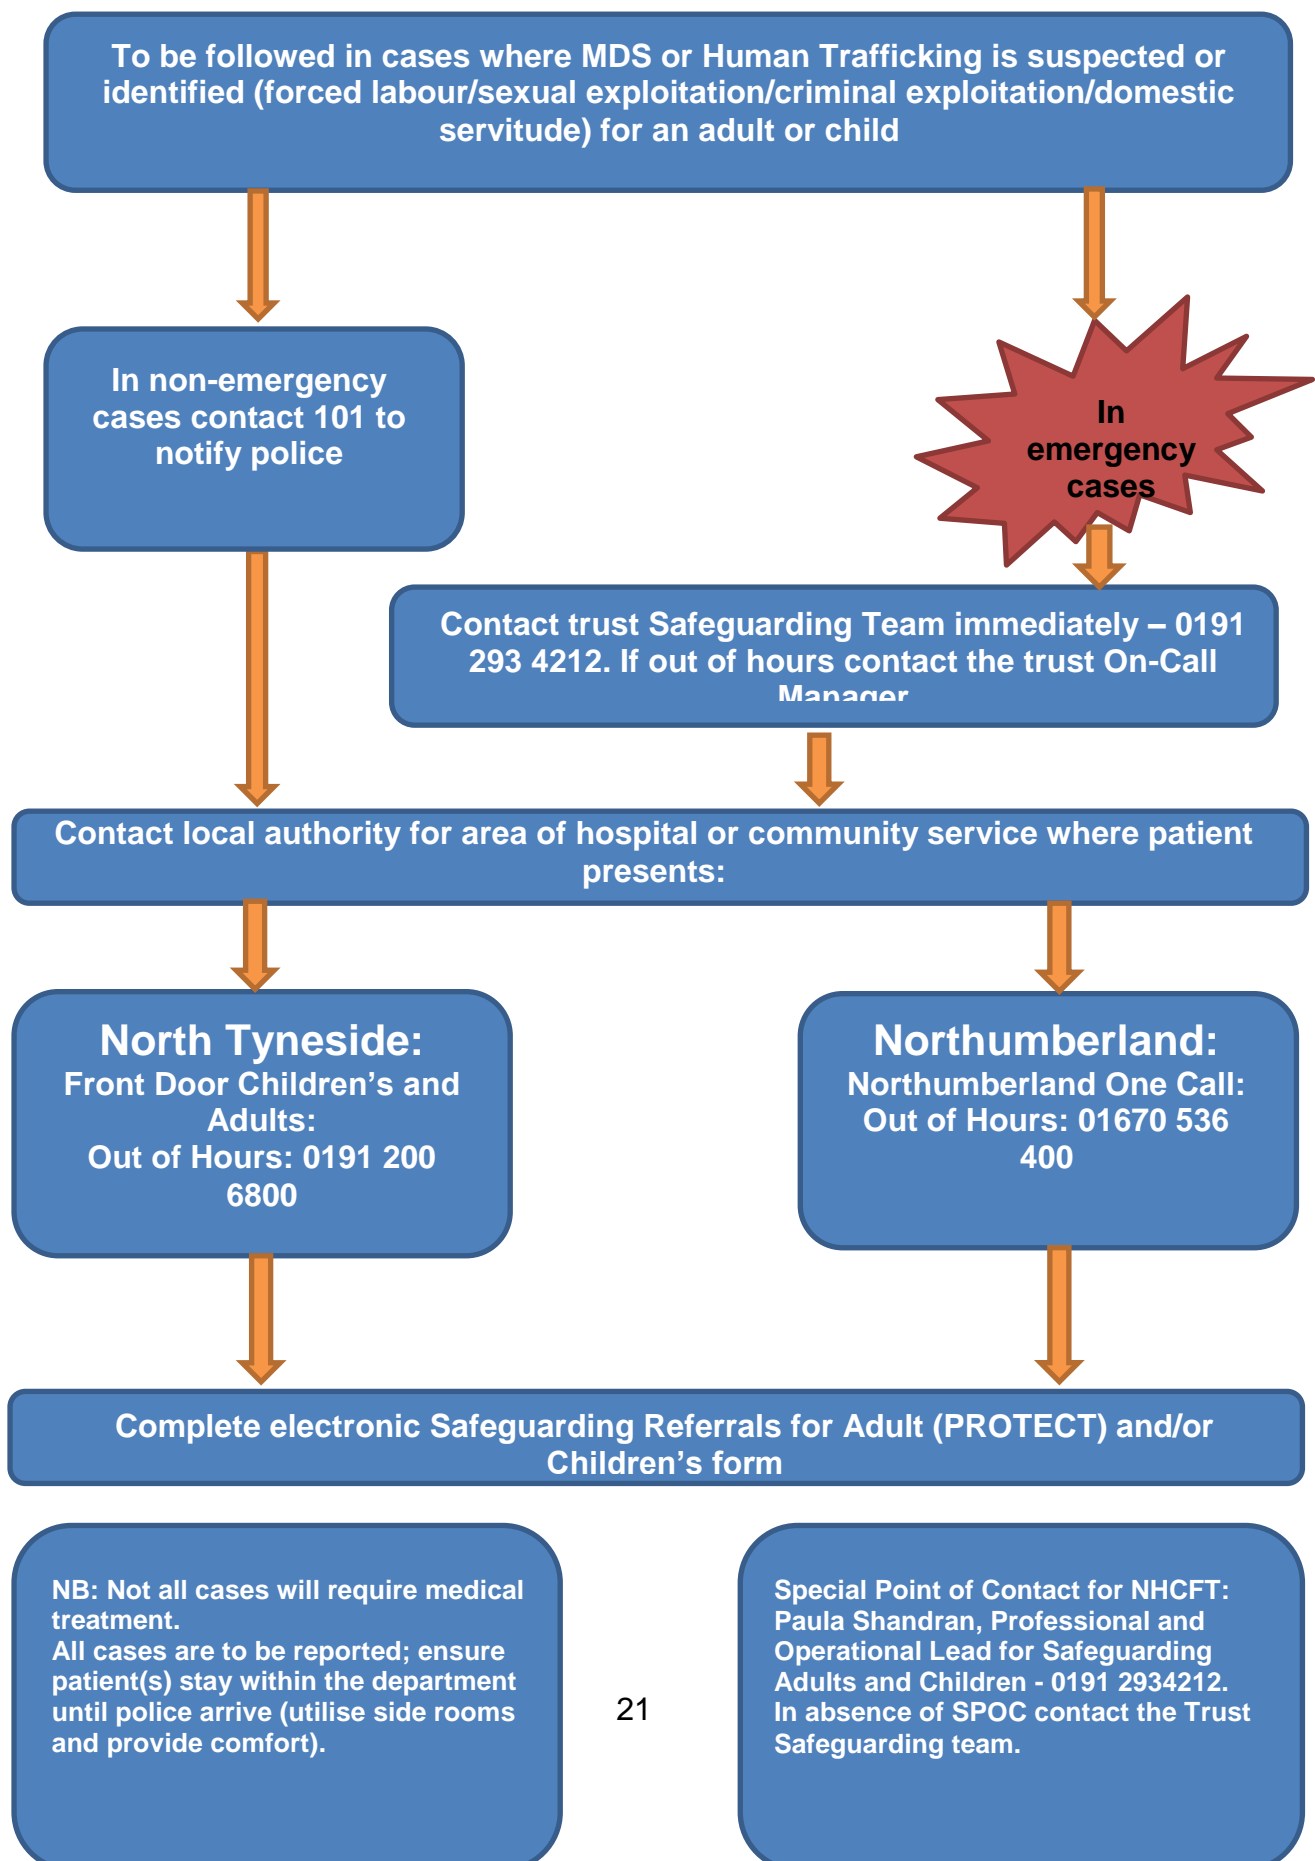 To be followed in cases where MDS or Human Trafficking is suspected or
identified (forced labour/sexual exploitation/criminal exploitation/domestic
servitude) for an adult or child
In non-emergency
cases contact 101 to
notify police
In
emergency
cases
Contact trust Safeguarding Team immediately – 0191
293 4212. If out of hours contact the trust On-Call
Manager
Contact local authority for area of hospital or community service where patient
presents:
North Tyneside:
Front Door Children’s and
Adults:
Out of Hours: 0191 200
6800
Northumberland:
Northumberland One Call:
Out of Hours: 01670 536
400
Complete electronic Safeguarding Referrals for Adult (PROTECT) and/or
Children’s form
NB: Not all cases will require medical
treatment.
All cases are to be reported; ensure
patient(s) stay within the department
until police arrive (utilise side rooms
and provide comfort).
21
Special Point of Contact for NHCFT:
Paula Shandran, Professional and
Operational Lead for Safeguarding
Adults and Children - 0191 2934212.
In absence of SPOC contact the Trust
Safeguarding team.